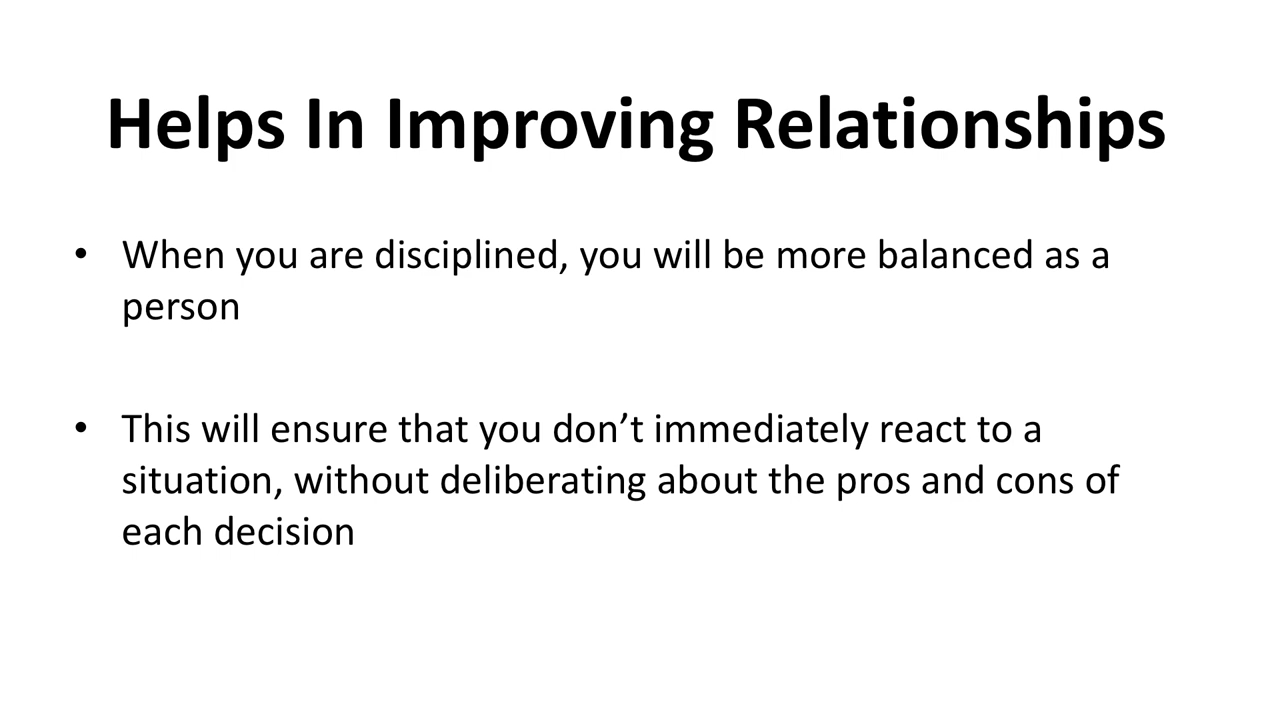 Helps In Improving Relationships
• When you are disciplined, you will be more balanced as a
person
• This will ensure that you don’t immediately react to a
situation, without deliberating about the pros and cons of
each decision